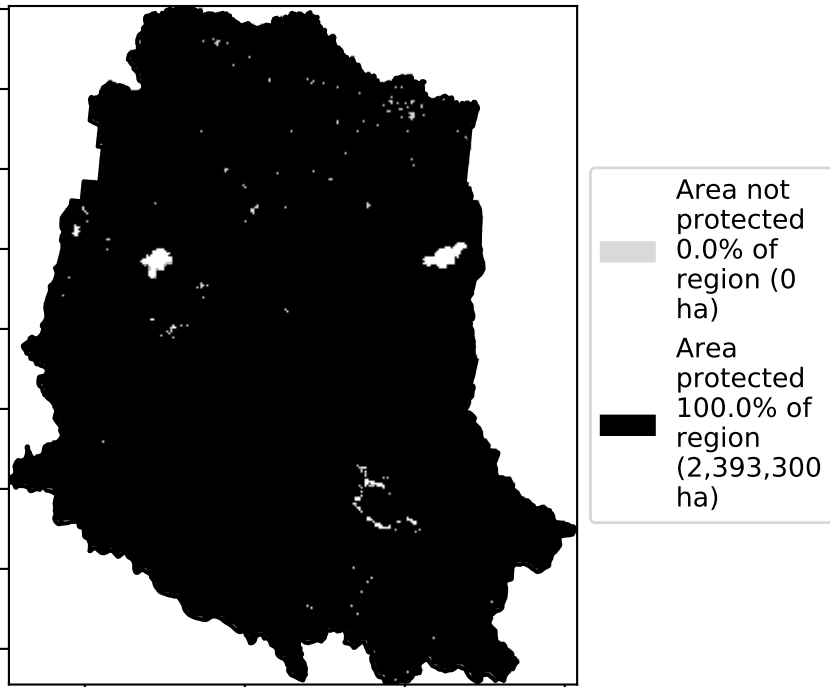 Area not
protected
0.0% of
region (0
ha)
Area
protected
100.0% of
region
(2,393,300
ha)